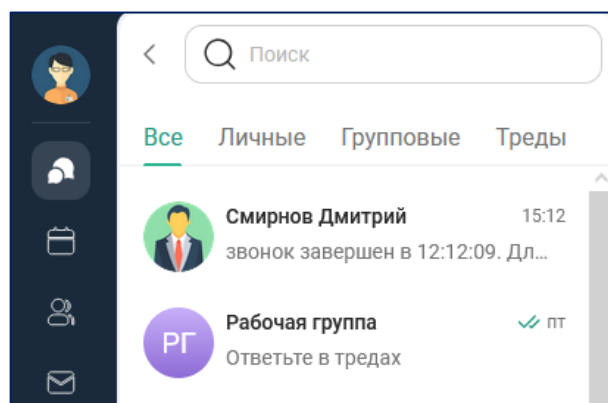 Поиск
Все Личные Групповые Треды
Смирнов Дмитрий 15:12
звонок завершен в 12:12:09. Дл...
РГ Рабочая группа пт
Ответьте в тредах